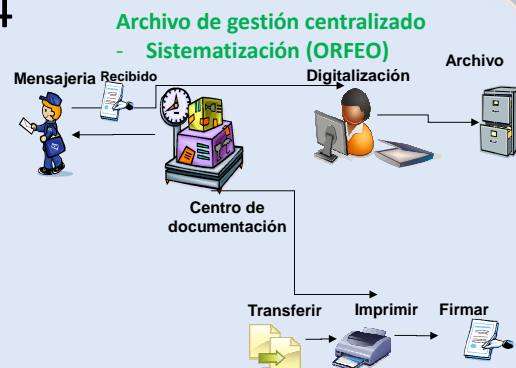 4
Archivo de gestión centralizado
- Sistematización (ORFEO)
Archivo
Mensajeria Recibido
Digitalización
Centro de
documentación
Transferir Imprimir Firmar